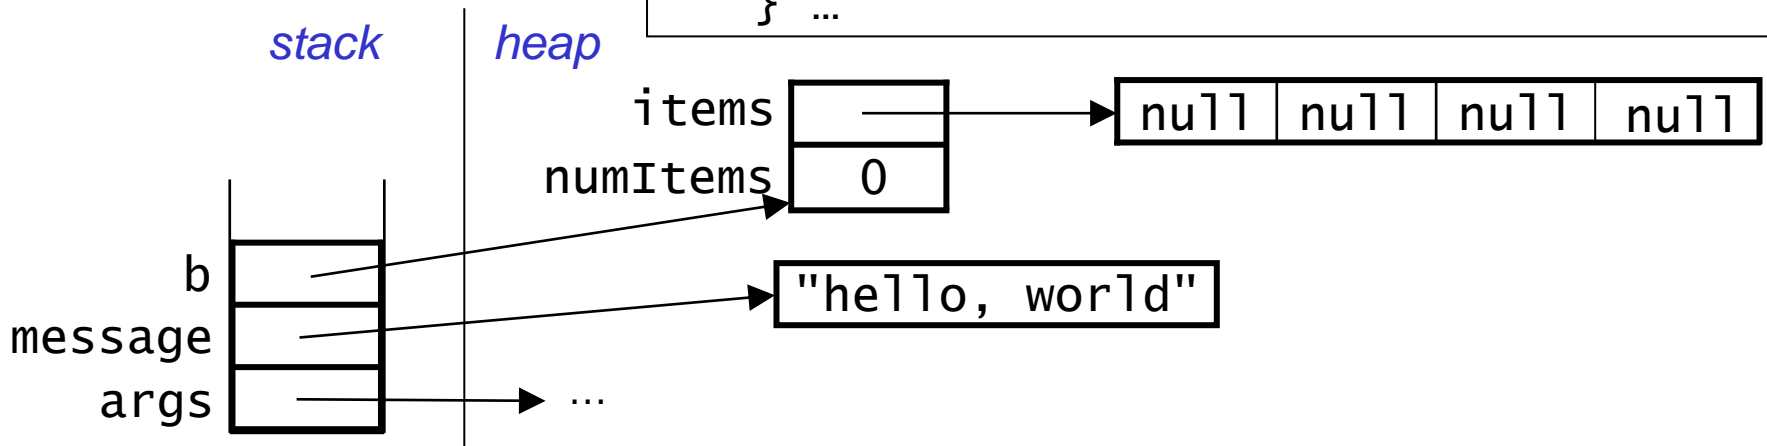 } …
stack heap
items null null null null
numItems 0
b
"hello, world"
message
args …